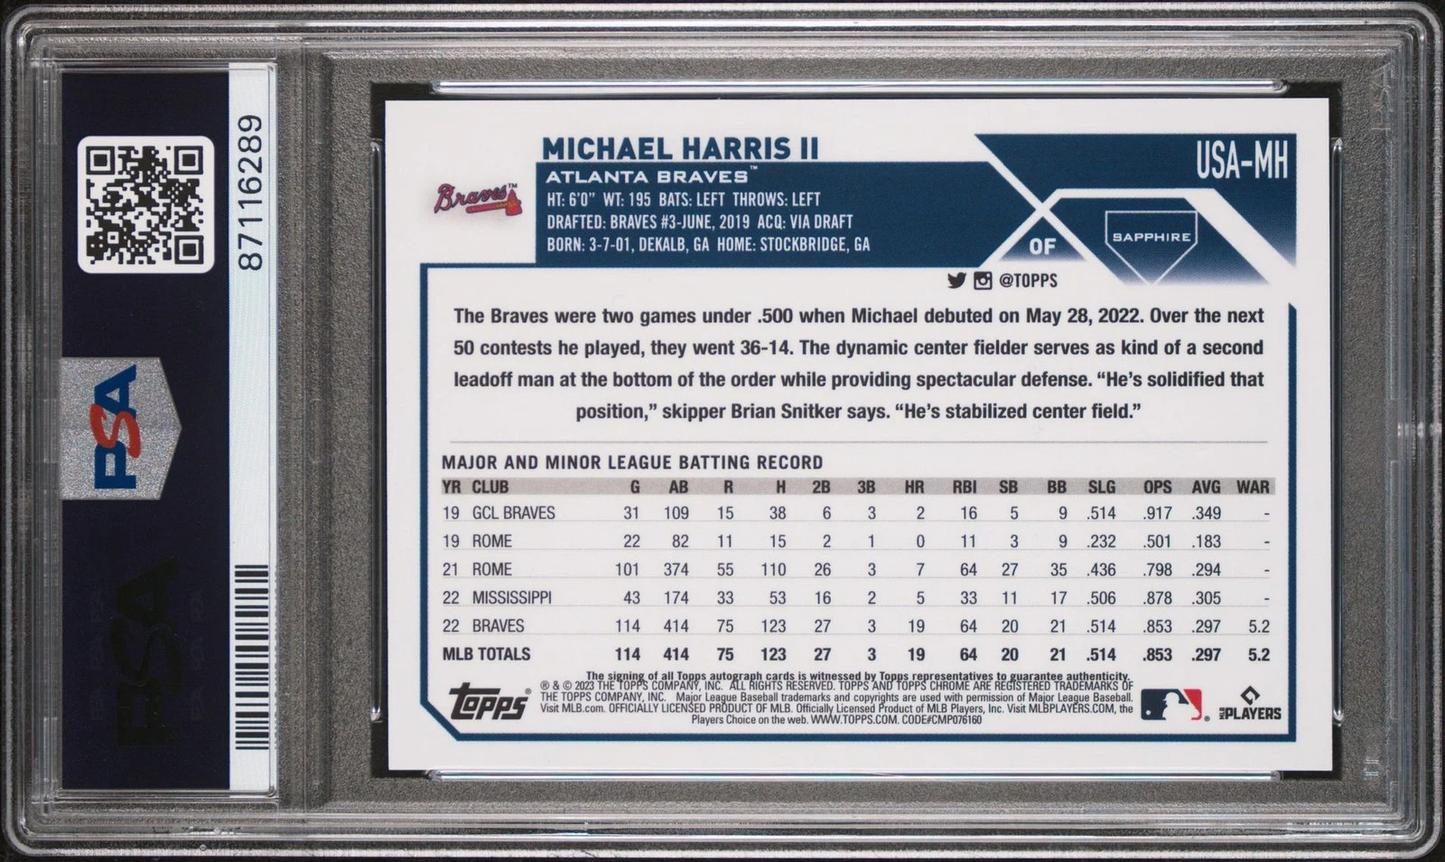 87116289
PSA
PSA
MICHAEL HARRIS II
USA-MH
Braves™
ATLANTA BRAVES™
HT: 6'0" WT: 195 BATS: LEFT THROWS: LEFT
DRAFTED: BRAVES #3-JUNE, 2019 ACQ: VIA DRAFT
BORN: 3-7-01, DEKALB, GA HOME: STOCKBRIDGE, GA
OF
SAPPHIRE
@TOPPS
The Braves were two games under .500 when Michael debuted on May 28, 2022. Over the next
50 contests he played, they went 36-14. The dynamic center fielder serves as kind of a second
leadoff man at the bottom of the order while providing spectacular defense. “He’s solidified that
position,” skipper Brian Snitker says. “He’s stabilized center field.”
MAJOR AND MINOR LEAGUE BATTING RECORD
YR CLUB G AB R H 2B 3B HR RBI SB BB SLG OPS AVG WAR
19 GCL BRAVES 31 109 15 38 6 3 2 16 5 9 .514 .917 .349 -
19 ROME 22 82 11 15 2 1 0 11 3 9 .232 .501 .183 -
21 ROME 101 374 55 110 26 3 7 64 27 35 .436 .798 .294 -
22 MISSISSIPPI 43 174 33 53 16 2 5 33 11 17 .506 .878 .305 -
22 BRAVES 114 414 75 123 27 3 19 64 20 21 .514 .853 .297 5.2
MLB TOTALS 114 414 75 123 27 3 19 64 20 21 .514 .853 .297 5.2
The signing of all Topps autograph cards is witnessed by Topps representatives to guarantee authenticity.
® & © 2023 THE TOPPS COMPANY, INC. ALL RIGHTS RESERVED. TOPPS AND TOPPS CHROME ARE REGISTERED TRADEMARKS OF
THE TOPPS COMPANY, INC. Major League Baseball trademarks and copyrights are used with permission of Major League Baseball.
Visit MLB.com. OFFICIALLY LICENSED PRODUCT OF MLB. Officially Licensed Product of MLB Players, Inc. Visit MLBPLAYERS.COM, the
Players Choice on the web. WWW.TOPPS.COM. CODE#CMP076160
Topps®
MLB PLAYERS